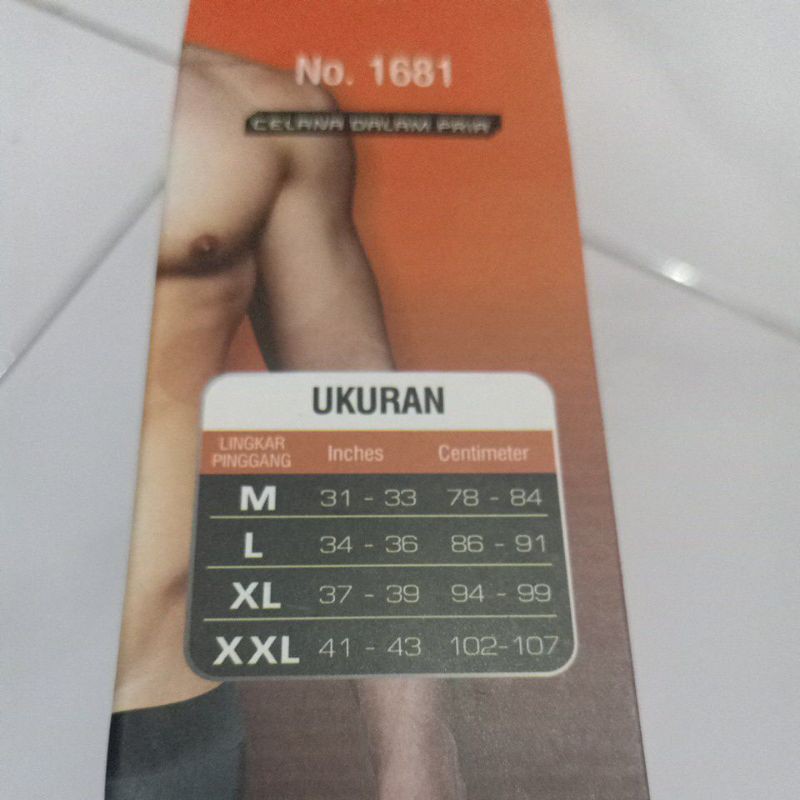 No. 1681
CELANA DALAM PRIA
UKURAN
LINGKAR PINGGANG Inches Centimeter
M 31 - 33 78 - 84
L 34 - 36 86 - 91
XL 37 - 39 94 - 99
XXL 41 - 43 102-107